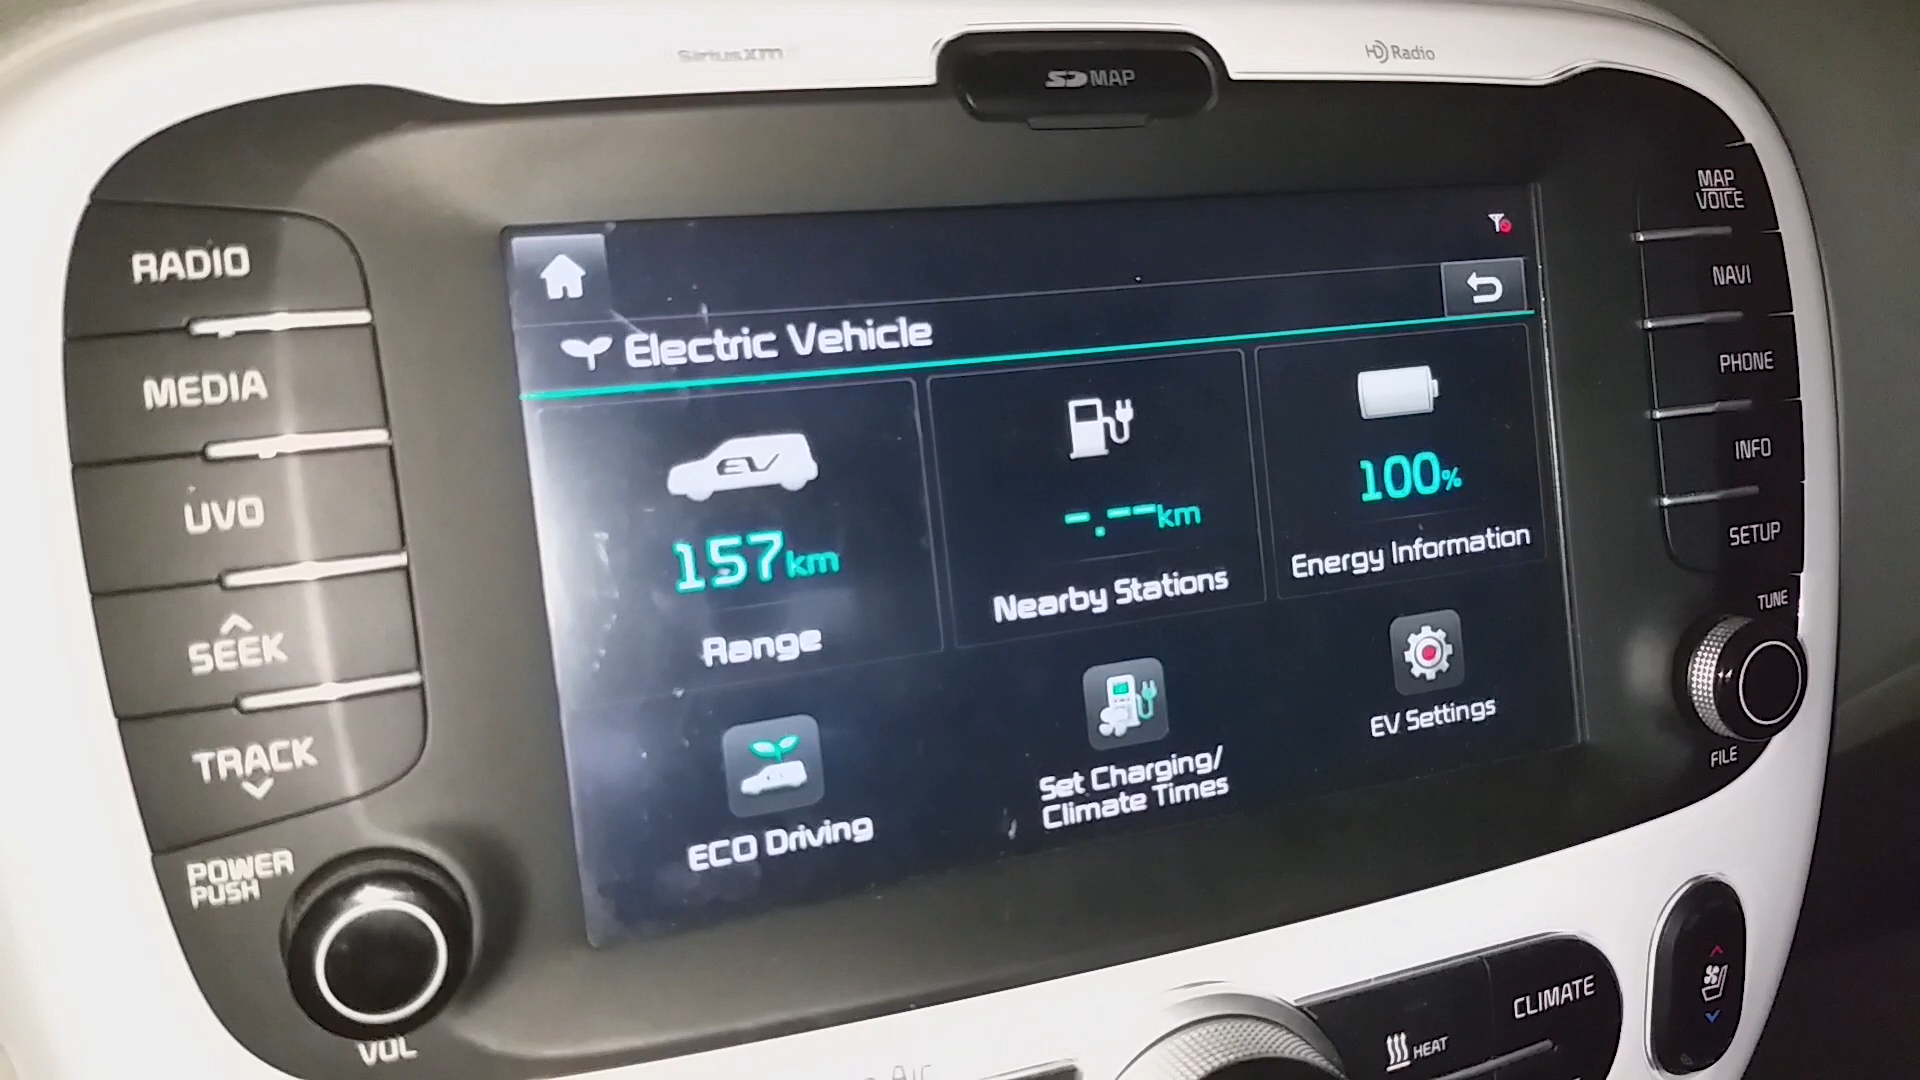 SiriusXM
SD MAP
HD Radio
RADIO
MEDIA
UVO
SEEK
TRACK
POWER
PUSH
VOL
Electric Vehicle
EV
157km
Range
-.--km
Nearby Stations
100%
Energy Information
ECO Driving
Set Charging/
Climate Times
EV Settings
MAP
VOICE
NAVI
PHONE
INFO
SETUP
TUNE
FILE
CLIMATE
HEAT
Air